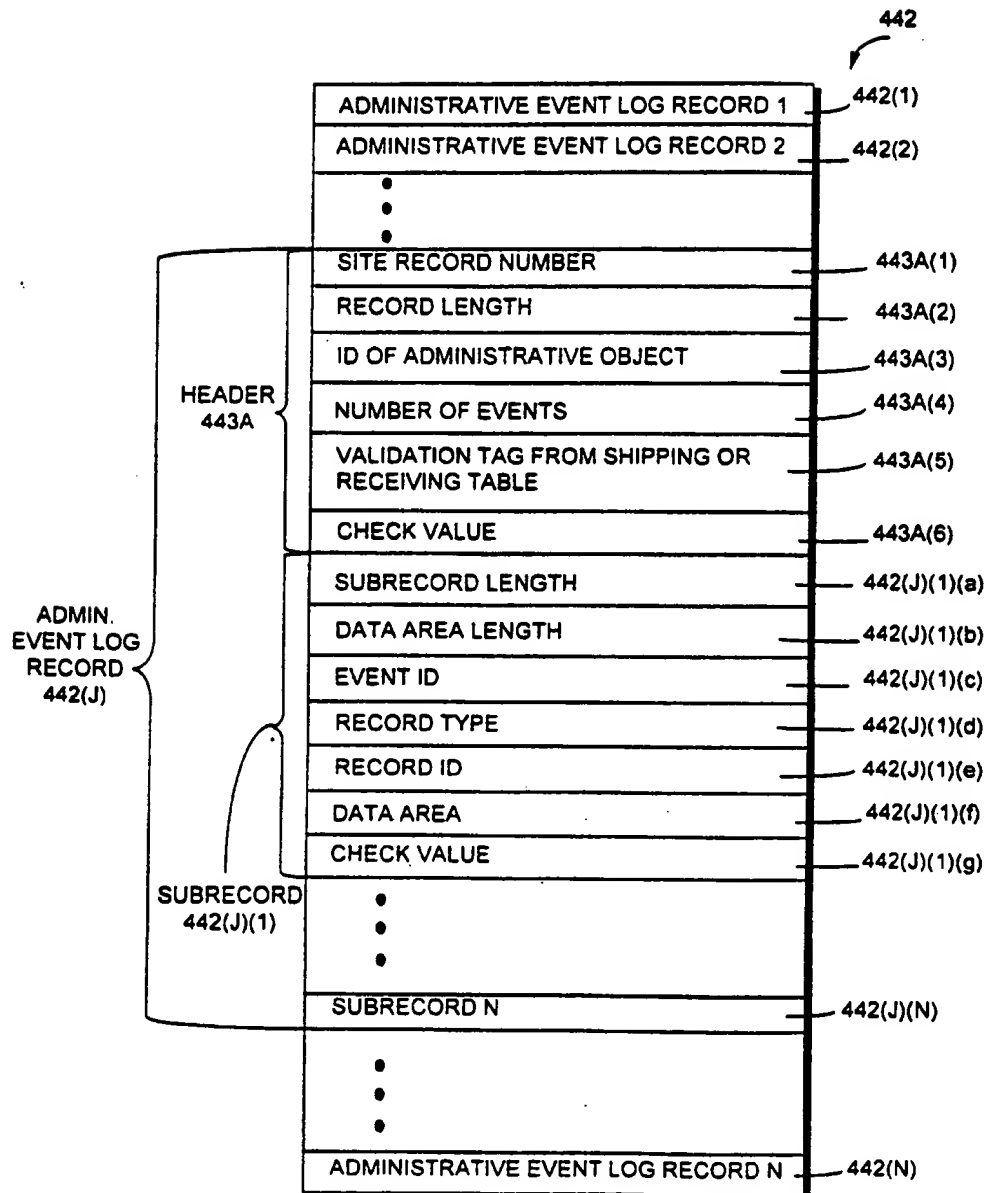 442
ADMINISTRATIVE EVENT LOG RECORD 1 442(1)
ADMINISTRATIVE EVENT LOG RECORD 2 442(2)
SITE RECORD NUMBER 443A(1)
RECORD LENGTH 443A(2)
ID OF ADMINISTRATIVE OBJECT 443A(3)
HEADER
443A
NUMBER OF EVENTS 443A(4)
VALIDATION TAG FROM SHIPPING OR
RECEIVING TABLE
443A(5)
CHECK VALUE 443A(6)
ADMIN.
EVENT LOG
RECORD
442(J)
SUBRECORD LENGTH 442(J)(1)(a)
DATA AREA LENGTH 442(J)(1)(b)
EVENT ID 442(J)(1)(c)
RECORD TYPE 442(J)(1)(d)
RECORD ID 442(J)(1)(e)
DATA AREA 442(J)(1)(f)
CHECK VALUE 442(J)(1)(g)
SUBRECORD
442(J)(1)
SUBRECORD N 442(J)(N)
ADMINISTRATIVE EVENT LOG RECORD N 442(N)